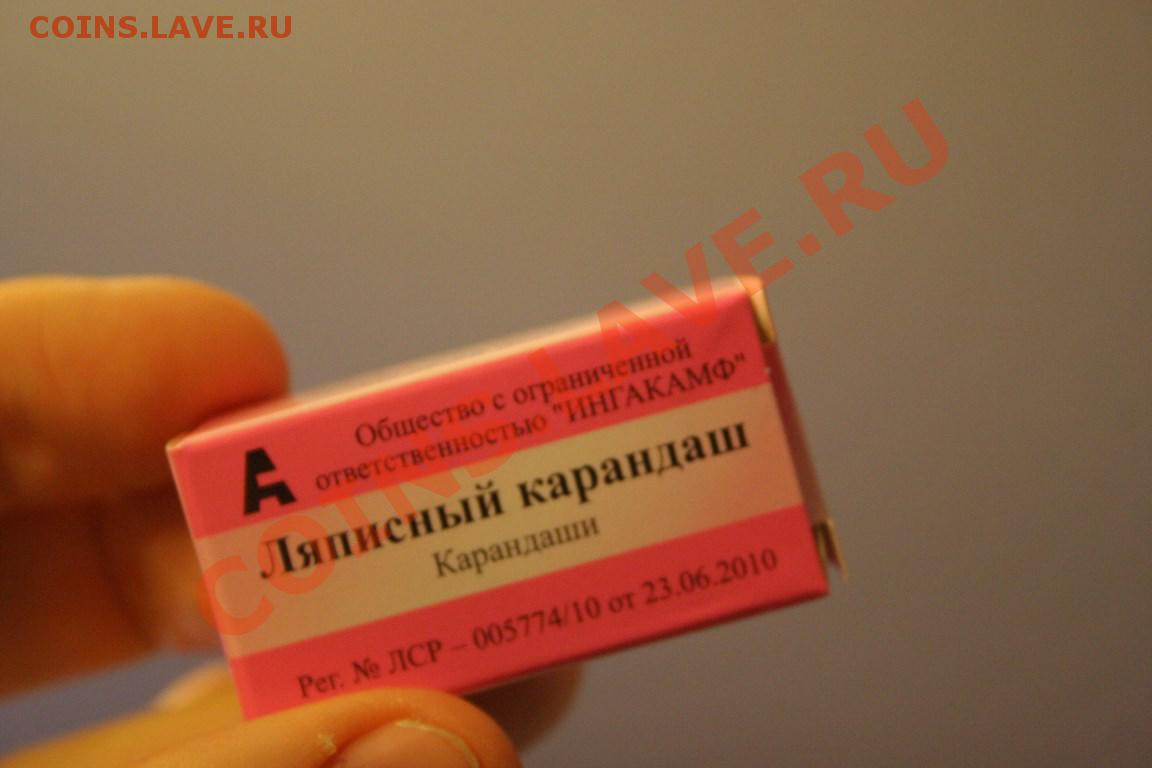 COINS.LAVE.RU
COINS.LAVE.RU
Общество с ограниченной
ответственностью "ИНГАКАМФ"
Ляписный карандаш
Карандаши
Рег. № ЛСР – 005774/10 от 23.06.2010